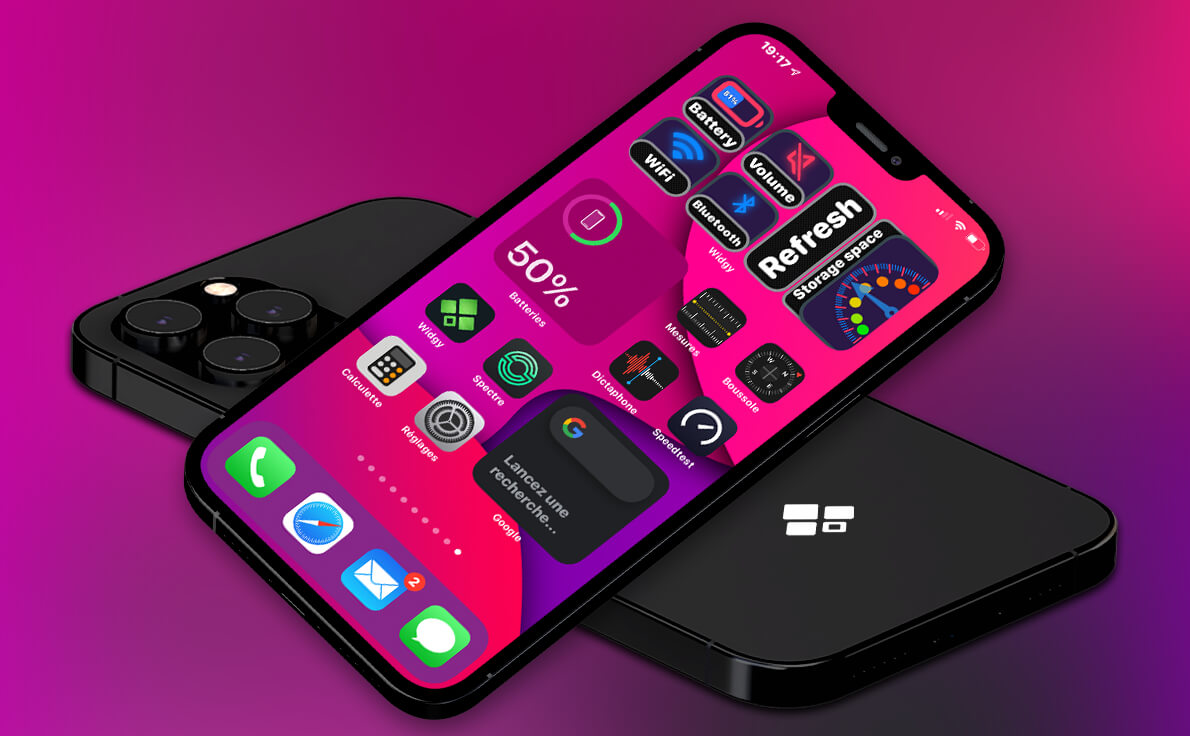 19:17
81%
Battery
WiFi
Volume
Bluetooth
Refresh
Storage space
Widgy
50%
Batteries
Widgy
Spectre
Mesures
Boussole
Calculette
Réglages
Dictaphone
Speedtest
W
S
E
G
Lancez une
recherche...
Google
2